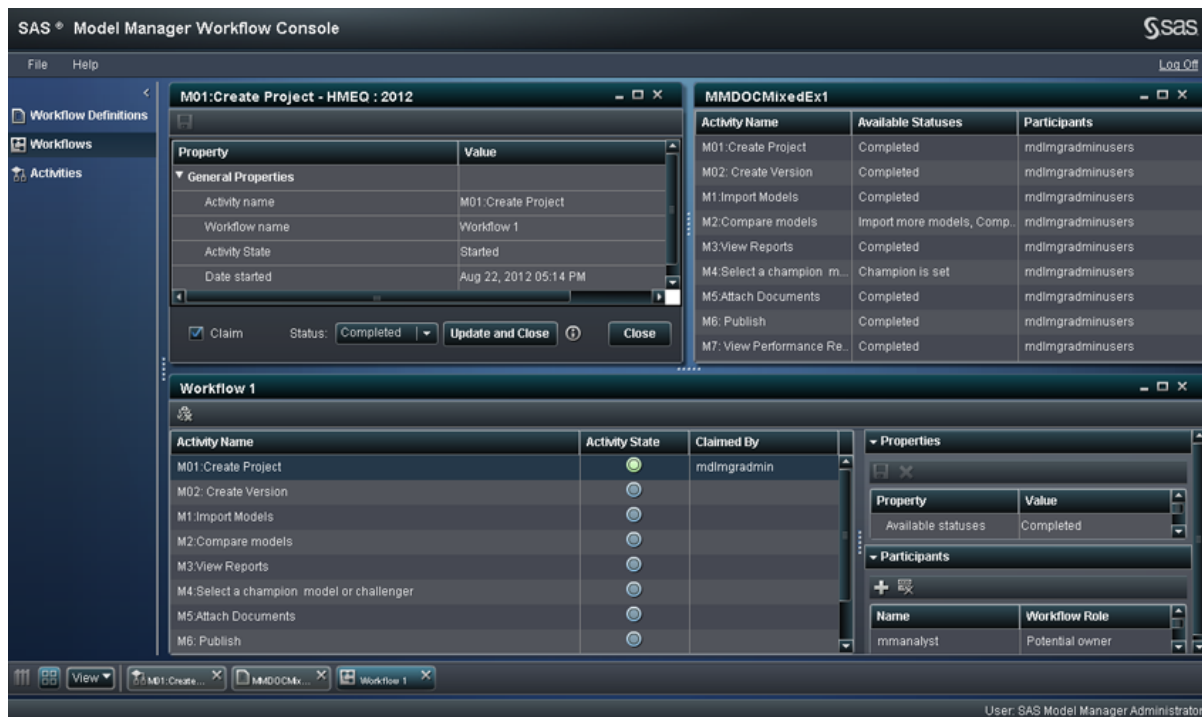 SAS ® Model Manager Workflow Console
sas
File Help
Log Off
Workflow Definitions
Workflows
Activities
M01:Create Project - HMEQ : 2012
Property Value
General Properties
Activity name M01:Create Project
Workflow name Workflow 1
Activity State Started
Date started Aug 22, 2012 05:14 PM
Claim Status: Completed Update and Close Close
MMDOCMixedEx1
Activity Name Available Statuses Participants
M01:Create Project Completed mdlmgradminusers
M02: Create Version Completed mdlmgradminusers
M1:Import Models Completed mdlmgradminusers
M2:Compare models Import more models, Comp... mdlmgradminusers
M3:View Reports Completed mdlmgradminusers
M4:Select a champion m... Champion is set mdlmgradminusers
M5:Attach Documents Completed mdlmgradminusers
M6: Publish Completed mdlmgradminusers
M7: View Performance Re... Completed mdlmgradminusers
Workflow 1
Activity Name Activity State Claimed By
M01:Create Project mdlmgradmin
M02: Create Version
M1:Import Models
M2:Compare models
M3:View Reports
M4:Select a champion model or challenger
M5:Attach Documents
M6: Publish
Properties
Property Value
Available statuses Completed
Participants
Name Workflow Role
mmanalyst Potential owner
View M01:Create... MMDOCMix... Workflow 1
User: SAS Model Manager Administrator